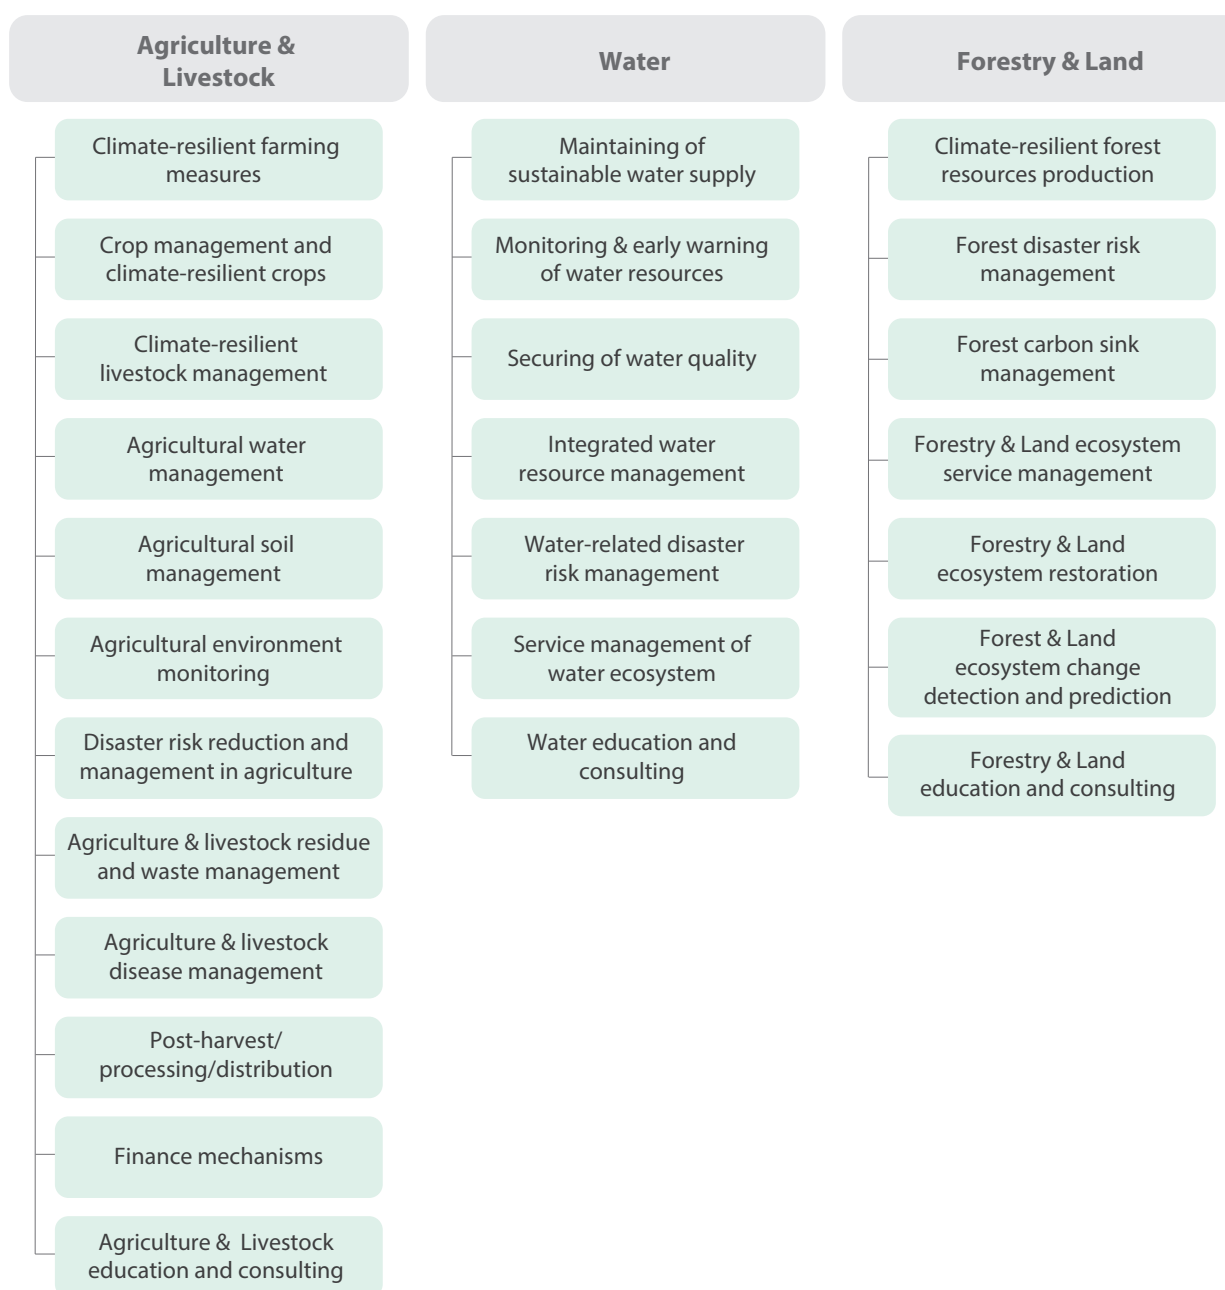 Agriculture &
Livestock
Climate-resilient farming
measures
Crop management and
climate-resilient crops
Climate-resilient
livestock management
Agricultural water
management
Agricultural soil
management
Agricultural environment
monitoring
Disaster risk reduction and
management in agriculture
Agriculture & livestock residue
and waste management
Agriculture & livestock
disease management
Post-harvest/
processing/distribution
Finance mechanisms
Agriculture & Livestock
education and consulting
Water
Maintaining of
sustainable water supply
Monitoring & early warning
of water resources
Securing of water quality
Integrated water
resource management
Water-related disaster
risk management
Service management of
water ecosystem
Water education and
consulting
Forestry & Land
Climate-resilient forest
resources production
Forest disaster risk
management
Forest carbon sink
management
Forestry & Land ecosystem
service management
Forestry & Land
ecosystem restoration
Forest & Land
ecosystem change
detection and prediction
Forestry & Land
education and consulting